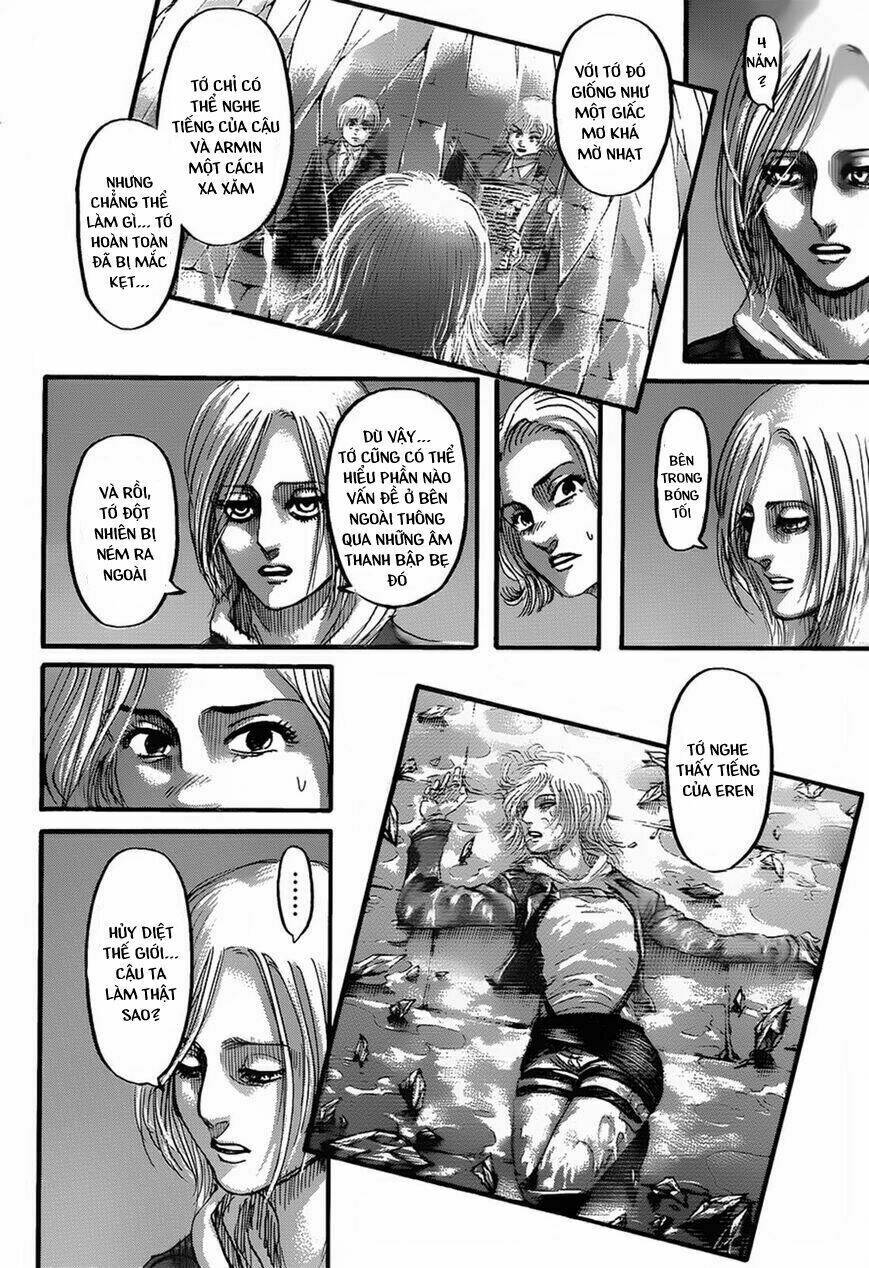 4
NĂM?
VỚI TỚ ĐÓ
GIỐNG NHƯ
MỘT GIẤC
MƠ KHÁ
MỜ NHẠT
TỚ CHỈ CÓ
THỂ NGHE
TIẾNG CỦA CẬU
VÀ ARMIN
MỘT CÁCH
XA XĂM
NHƯNG
CHẲNG THỂ
LÀM GÌ... TỚ
HOÀN TOÀN
ĐÃ BỊ MẮC
KẸT...
BÊN
TRONG
BÓNG
TỐI
DÙ VẬY...
TỚ CŨNG CÓ THỂ
HIỂU PHẦN NÀO
VẤN ĐỀ Ở BÊN
NGOÀI THÔNG
QUA NHỮNG ÂM
THANH BẬP BẸ
ĐÓ
VÀ RỒI,
TỚ ĐỘT
NHIÊN BỊ
NÉM RA
NGOÀI
TỚ NGHE
THẤY TIẾNG
CỦA EREN
......
HỦY DIỆT
THẾ GIỚI...
CẬU TA
LÀM THẬT
SAO?